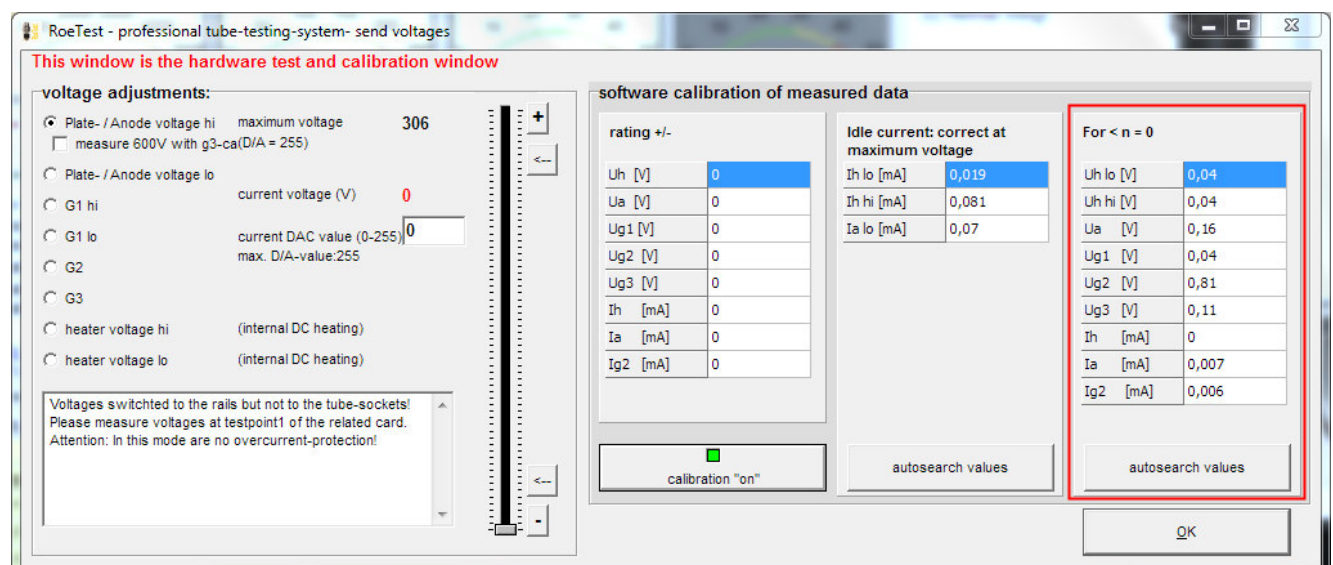 RoeTest - professional tube-testing-system- send voltages
This window is the hardware test and calibration window
voltage adjustments:
Plate- / Anode voltage hi maximum voltage 306
measure 600V with g3-ca(D/A = 255)
Plate- / Anode voltage lo
current voltage (V) 0
G1 hi
G1 lo current DAC value (0-255) 0
max. D/A-value:255
G2
G3
heater voltage hi (internal DC heating)
heater voltage lo (internal DC heating)
Voltages switchted to the rails but not to the tube-sockets!
Please measure voltages at testpoint1 of the related card.
Attention: In this mode are no overcurrent-protection!
+
<--
<--
-
software calibration of measured data
rating +/-
Uh [V] 0
Ua [V] 0
Ug1 [V] 0
Ug2 [V] 0
Ug3 [V] 0
Ih [mA] 0
Ia [mA] 0
Ig2 [mA] 0
calibration "on"
Idle current: correct at
maximum voltage
Ih lo [mA] 0,019
Ih hi [mA] 0,081
Ia lo [mA] 0,07
autosearch values
For < n = 0
Uh lo [V] 0,04
Uh hi [V] 0,04
Ua [V] 0,16
Ug1 [V] 0,04
Ug2 [V] 0,81
Ug3 [V] 0,11
Ih [mA] 0
Ia [mA] 0,007
Ig2 [mA] 0,006
autosearch values
OK